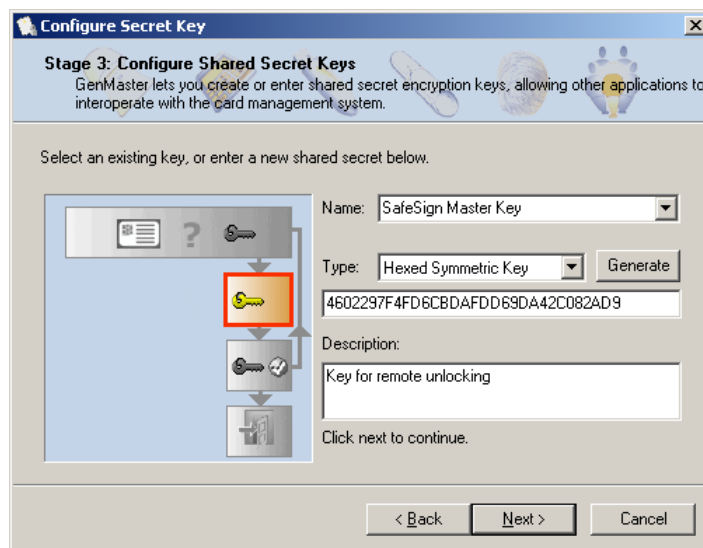 Configure Secret Key
Stage 3: Configure Shared Secret Keys
GenMaster lets you create or enter shared secret encryption keys, allowing other applications to
interoperate with the card management system.
Select an existing key, or enter a new shared secret below.
Name: SafeSign Master Key
Type: Hexed Symmetric Key Generate
4602297F4FD6CBDAFDD69DA42C082AD9
Description:
Key for remote unlocking
Click next to continue.
< Back Next > Cancel